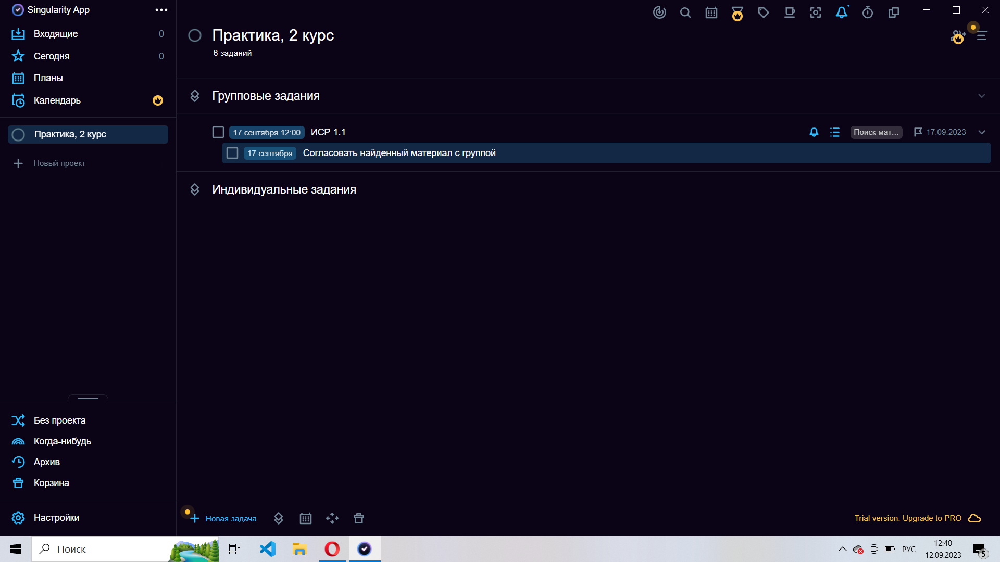 Singularity App
Входящие 0
Сегодня 0
Планы
Календарь
Практика, 2 курс
Новый проект
Без проекта
Когда-нибудь
Архив
Корзина
Настройки
Практика, 2 курс
6 заданий
Групповые задания
17 сентября 12:00 ИСР 1.1 Поиск мат... 17.09.2023
17 сентября Согласовать найденный материал с группой
Индивидуальные задания
Новая задача
Trial version. Upgrade to PRO
Поиск
РУС
12:40
12.09.2023
5